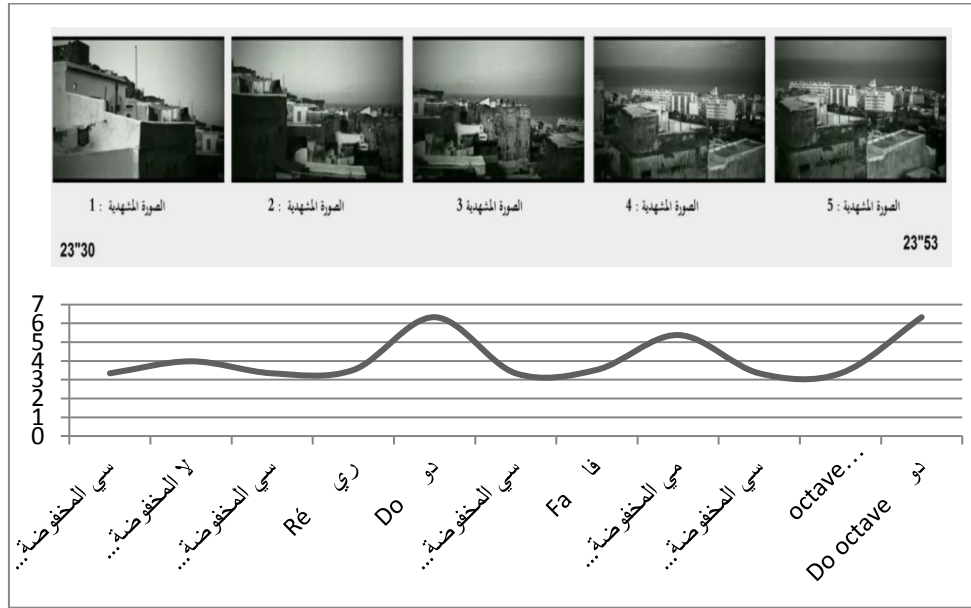 الصورة المشهدية : 1
الصورة المشهدية : 2
الصورة المشهدية 3
الصورة المشهدية : 4
الصورة المشهدية : 5
23"30
23"53
7
6
5
4
3
2
1
0
سي المخفوضة...
لا المخفوضة...
سي المخفوضة...
ري Ré
دو Do
سي المخفوضة...
فا Fa
مي المخفوضة...
سي المخفوضة...
octave...
دو Do octave